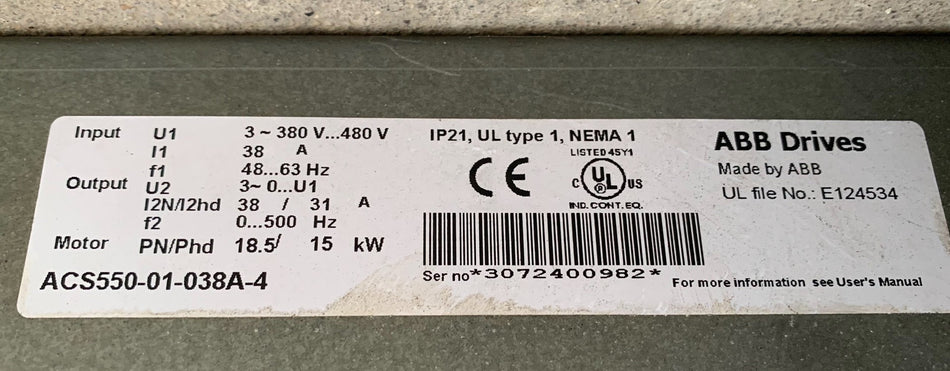 Input U1 3 ~ 380 V...480 V
I1 38 A
f1 48...63 Hz
Output U2 3~ 0...U1
I2N/I2hd 38 / 31 A
f2 0...500 Hz
Motor PN/Phd 18.5/ 15 kW
ACS550-01-038A-4
IP21, UL type 1, NEMA 1
LISTED 45Y1
CE C UL US
IND. CONT. EQ.
Ser no *3072400982*
ABB Drives
Made by ABB
UL file No.: E124534
For more information see User's Manual